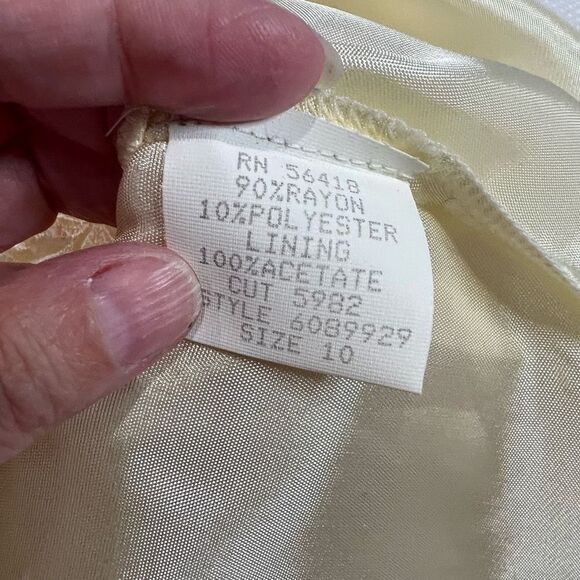 RN 56418
90%RAYON
10%POLYESTER
LINING
100%ACETATE
CUT 5982
STYLE 6089929
SIZE 10